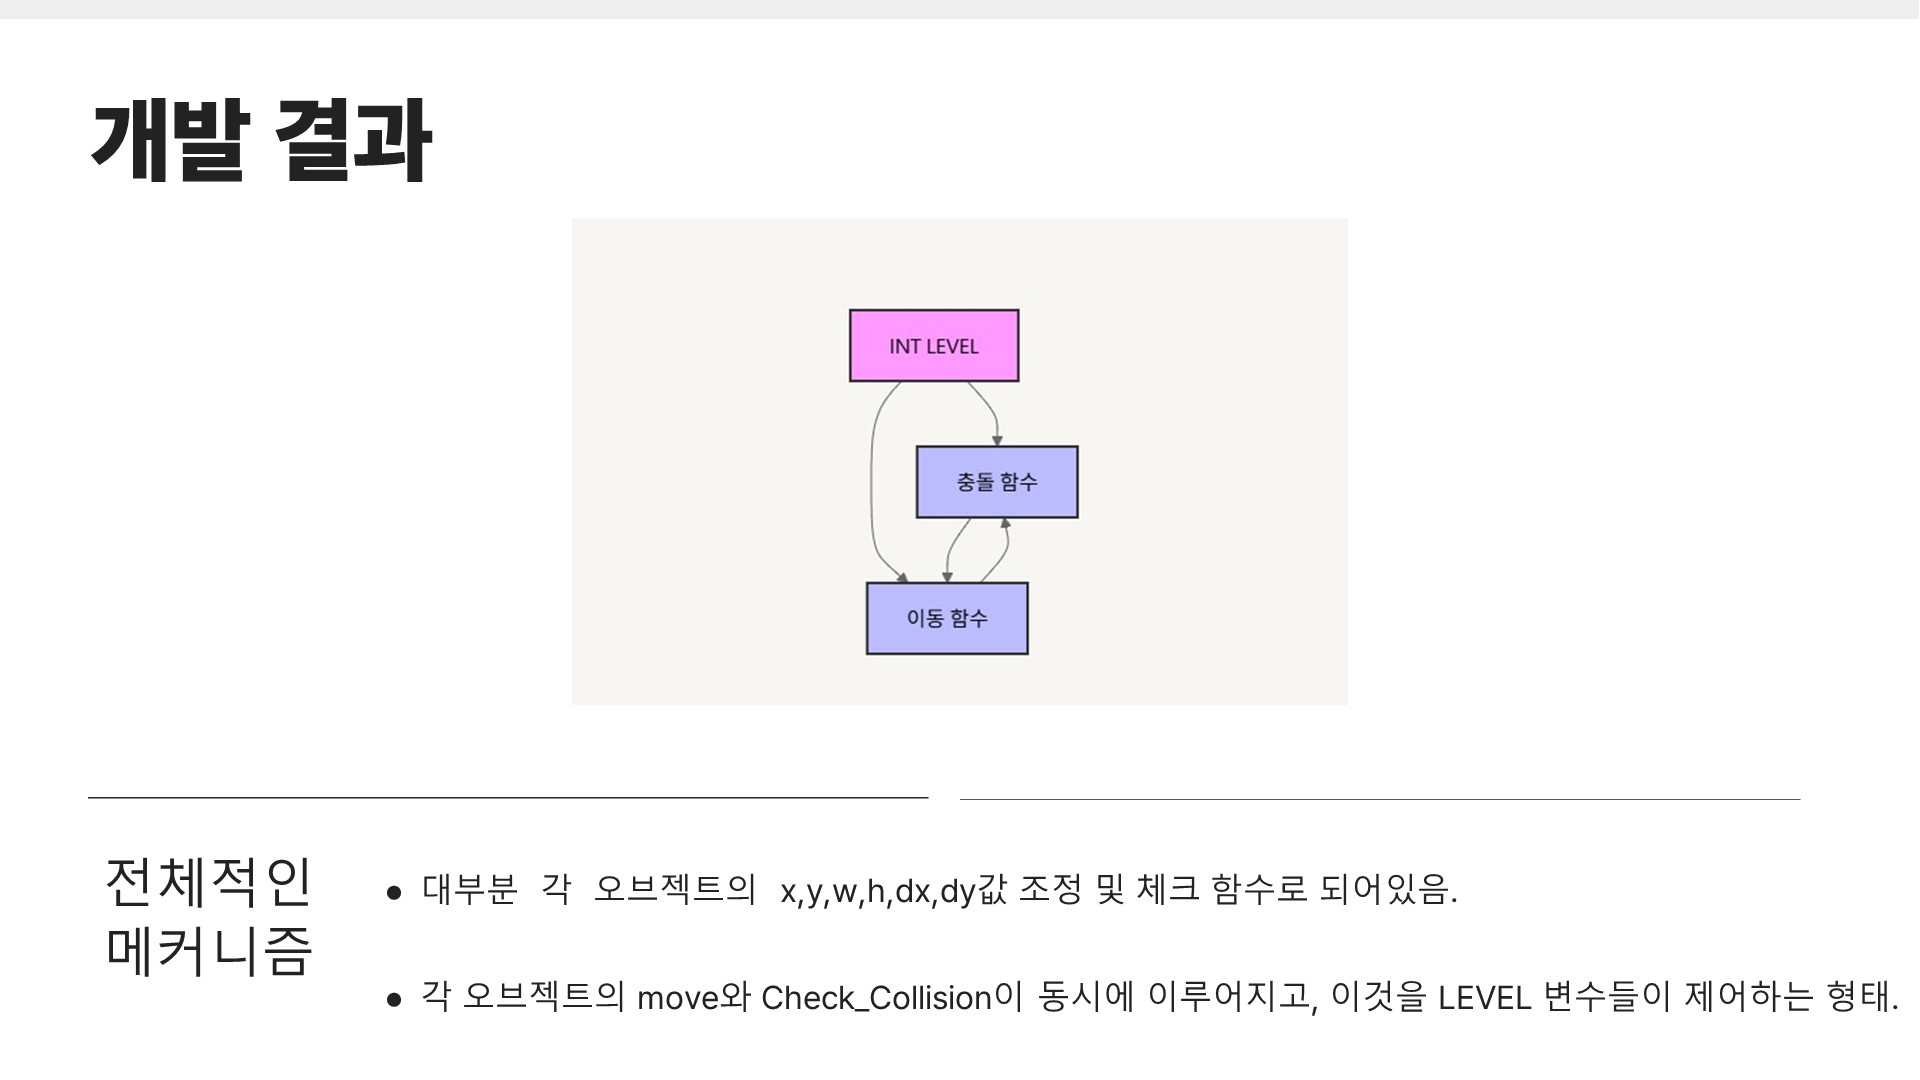 개발 결과
INT LEVEL
충돌 함수
이동 함수
전체적인
메커니즘
● 대부분 각 오브젝트의 x,y,w,h,dx,dy값 조정 및 체크 함수로 되어있음.
● 각 오브젝트의 move와 Check_Collision이 동시에 이루어지고, 이것을 LEVEL 변수들이 제어하는 형태.